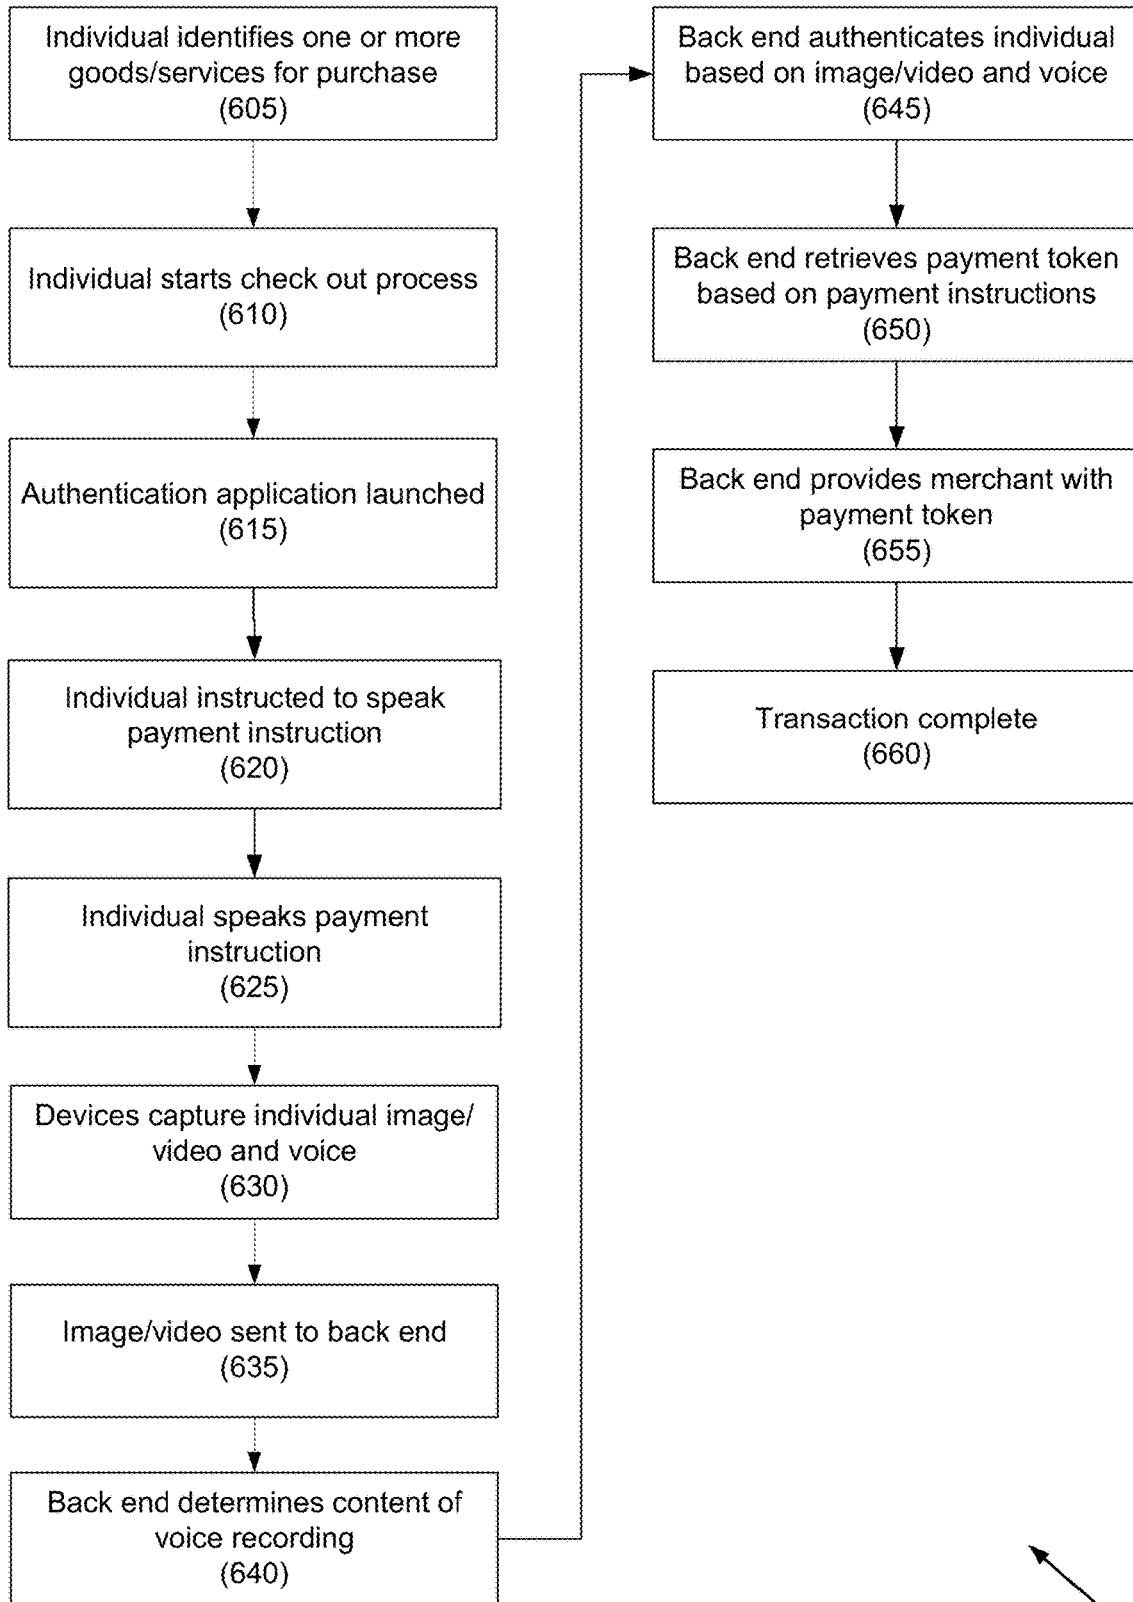 Individual identifies one or more
goods/services for purchase
(605)
Individual starts check out process
(610)
Authentication application launched
(615)
Individual instructed to speak
payment instruction
(620)
Individual speaks payment
instruction
(625)
Devices capture individual image/
video and voice
(630)
Image/video sent to back end
(635)
Back end determines content of
voice recording
(640)
Back end authenticates individual
based on image/video and voice
(645)
Back end retrieves payment token
based on payment instructions
(650)
Back end provides merchant with
payment token
(655)
Transaction complete
(660)